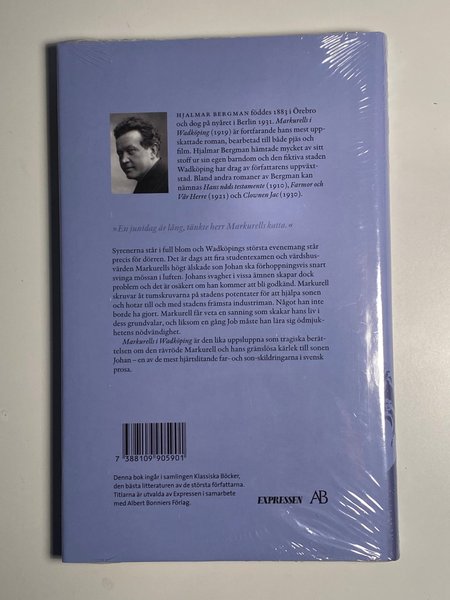 HJALMAR BERGMAN föddes 1883 i Örebro
och dog på nyåret i Berlin 1931. Markurells i
Wadköping (1919) är fortfarande hans mest upp-
skattade roman, bearbetad till både pjäs och
film. Hjalmar Bergman hämtade mycket av sitt
stoff ur sin egen barndom och den fiktiva staden
Wadköping har drag av författarens uppväxt-
stad. Bland andra romaner av Bergman kan
nämnas Hans nåds testamente (1910), Farmor och
Vår Herre (1921) och Clownen Jac (1930).
»En junidag är lång, tänkte herr Markurells katta.«
Syrenerna står i full blom och Wadköpings största evenemang står
precis för dörren. Det är dags att fira studentexamen och värdshus-
värden Markurells högt älskade son Johan ska förhoppningsvis snart
svinga mössan i luften. Johans svaghet i vissa ämnen skapar dock
problem och det är osäkert om han kommer att bli godkänd. Markurell
skruvar åt tumskruvarna på stadens potentater för att hjälpa sonen
och hotar till och med stadens främsta industriman. Något han inte
borde ha gjort. Markurell får veta en sanning som skakar hans liv i
dess grundvalar, och liksom en gång Job måste han lära sig ödmjuk-
hetens nödvändighet.
Markurells i Wadköping är den lika uppsluppna som tragiska berät-
telsen om den rävröde Markurell och hans gränslösa kärlek till sonen
Johan – en av de mest hjärtslitande far- och son-skildringarna i svensk
prosa.
7 388109 905901
Denna bok ingår i samlingen Klassiska Böcker,
den bästa litteraturen av de största författarna.
Titlarna är utvalda av Expressen i samarbete
med Albert Bonniers Förlag.
EXPRESSEN AB